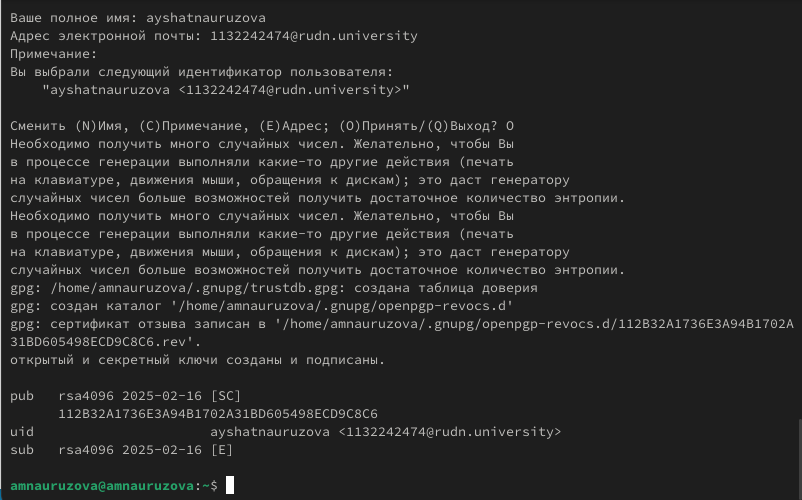 Ваше полное имя: ayshatnauruzova
Адрес электронной почты: 1132242474@rudn.university
Примечание:
Вы выбрали следующий идентификатор пользователя:
    "ayshatnauruzova <1132242474@rudn.university>"

Сменить (N)Имя, (C)Примечание, (E)Адрес; (O)Принять/(Q)Выход? O
Необходимо получить много случайных чисел. Желательно, чтобы Вы
в процессе генерации выполняли какие-то другие действия (печать
на клавиатуре, движения мыши, обращения к дискам); это даст генератору
случайных чисел больше возможностей получить достаточное количество энтропии.
Необходимо получить много случайных чисел. Желательно, чтобы Вы
в процессе генерации выполняли какие-то другие действия (печать
на клавиатуре, движения мыши, обращения к дискам); это даст генератору
случайных чисел больше возможностей получить достаточное количество энтропии.
gpg: /home/amnauruzova/.gnupg/trustdb.gpg: создана таблица доверия
gpg: создан каталог '/home/amnauruzova/.gnupg/openpgp-revocs.d'
gpg: сертификат отзыва записан в '/home/amnauruzova/.gnupg/openpgp-revocs.d/112B32A1736E3A94B1702A
31BD605498ECD9C8C6.rev'.
открытый и секретный ключи созданы и подписаны.

pub   rsa4096 2025-02-16 [SC]
      112B32A1736E3A94B1702A31BD605498ECD9C8C6
uid                      ayshatnauruzova <1132242474@rudn.university>
sub   rsa4096 2025-02-16 [E]

amnauruzova@amnauruzova:~$